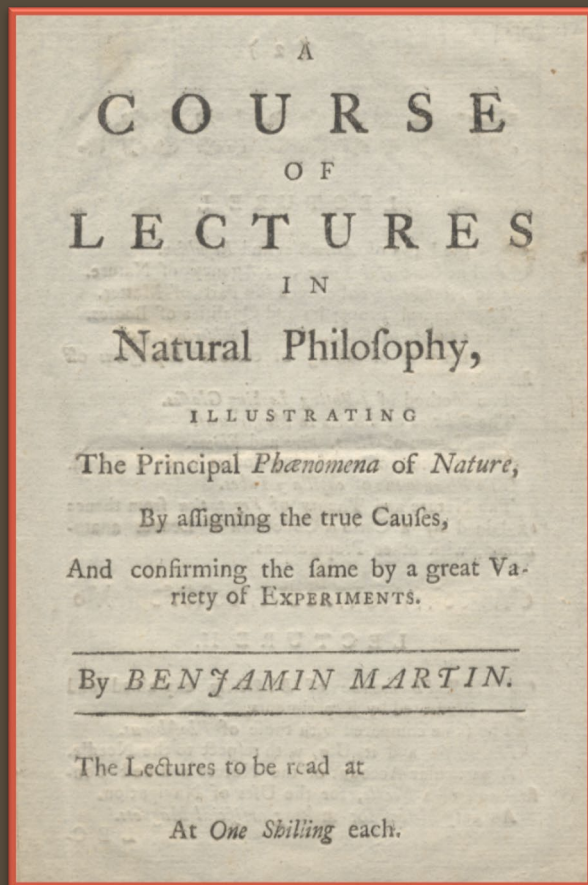 A
COURSE
OF
LECTURES
IN
Natural Philoſophy,
ILLUSTRATING
The Principal Phænomena of Nature,
By aſſigning the true Cauſes,
And confirming the ſame by a great Va-
riety of EXPERIMENTS.
By BENJAMIN MARTIN.
The Lectures to be read at
At One Shilling each.